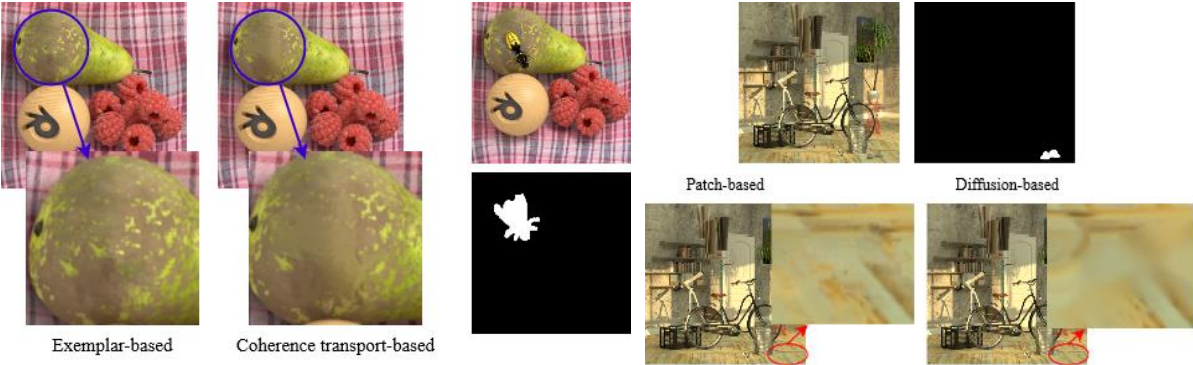 Patch-based
Diffusion-based
Exemplar-based
Coherence transport-based